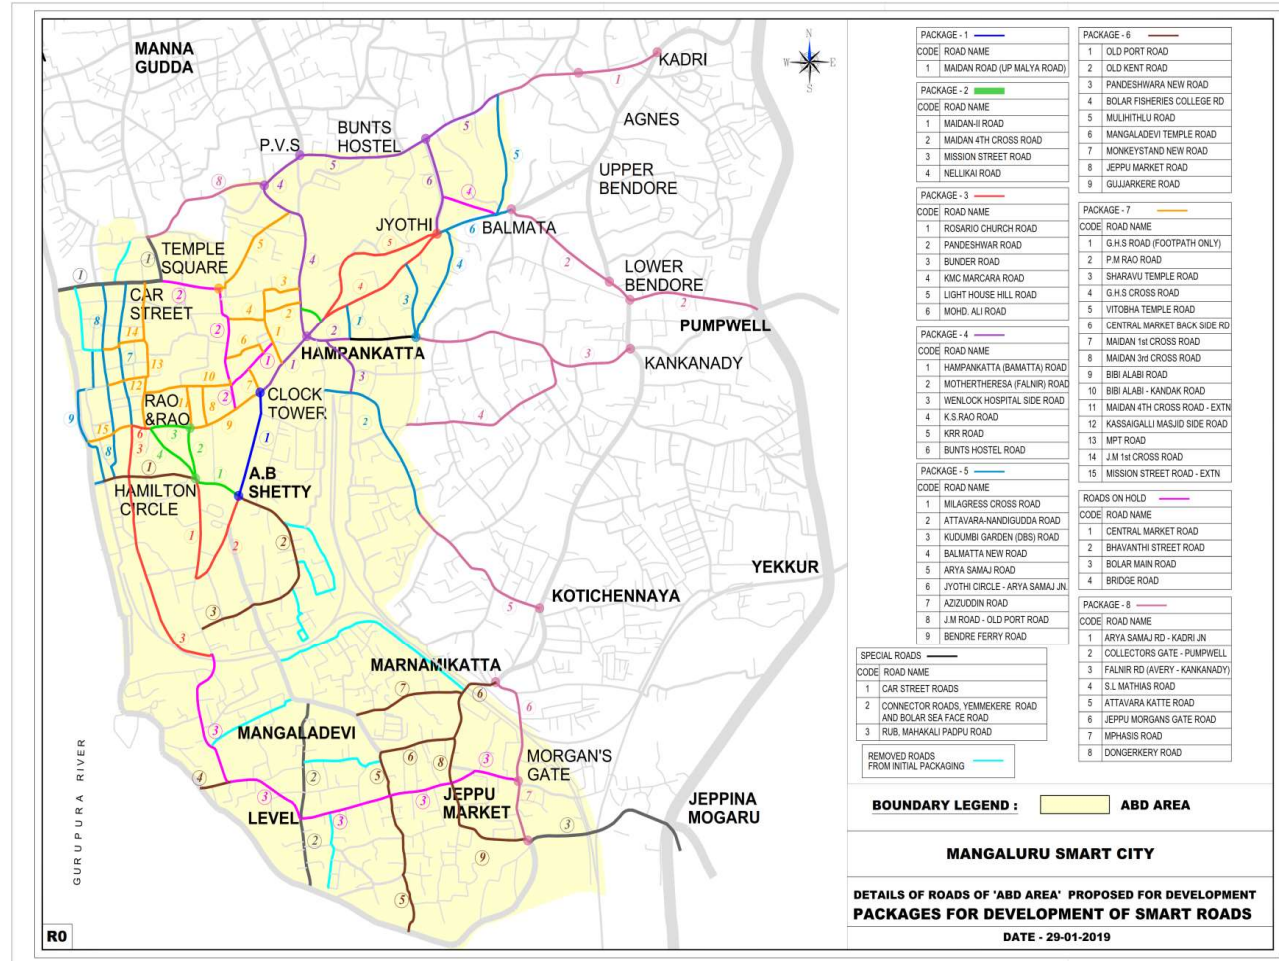 MANNA
GUDDA
KADRI
AGNES
BUNTS
HOSTEL
P.V.S
UPPER
BENDORE
JYOTHI
BALMATA
TEMPLE
SQUARE
LOWER
BENDORE
CAR
STREET
PUMPWELL
HAMPANKATTA
KANKANADY
CLOCK
TOWER
RAO
&RAO
A.B
SHETTY
HAMILTON
CIRCLE
YEKKUR
KOTICHENNAYA
MARNAMIKATTA
MANGALADEVI
MORGAN'S
GATE
JEPPU
MARKET
LEVEL
JEPPINA
MOGARU
GURUPURA RIVER
R0
N
W E
S
PACKAGE - 1
CODE ROAD NAME
1 MAIDAN ROAD (UP MALYA ROAD)
PACKAGE - 2
CODE ROAD NAME
1 MAIDAN-II ROAD
2 MAIDAN 4TH CROSS ROAD
3 MISSION STREET ROAD
4 NELLIKAI ROAD
PACKAGE - 3
CODE ROAD NAME
1 ROSARIO CHURCH ROAD
2 PANDESHWAR ROAD
3 BUNDER ROAD
4 KMC MARCARA ROAD
5 LIGHT HOUSE HILL ROAD
6 MOHD. ALI ROAD
PACKAGE - 4
CODE ROAD NAME
1 HAMPANKATTA (BAMATTA) ROAD
2 MOTHERTHERESA (FALNIR) ROAD
3 WENLOCK HOSPITAL SIDE ROAD
4 K.S.RAO ROAD
5 KRR ROAD
6 BUNTS HOSTEL ROAD
PACKAGE - 5
CODE ROAD NAME
1 MILAGRESS CROSS ROAD
2 ATTAVARA-NANDIGUDDA ROAD
3 KUDUMBI GARDEN (DBS) ROAD
4 BALMATTA NEW ROAD
5 ARYA SAMAJ ROAD
6 JYOTHI CIRCLE - ARYA SAMAJ JN.
7 AZIZUDDIN ROAD
8 J.M ROAD - OLD PORT ROAD
9 BENDRE FERRY ROAD
SPECIAL ROADS
CODE ROAD NAME
1 CAR STREET ROADS
2 CONNECTOR ROADS, YEMMEKERE ROAD
AND BOLAR SEA FACE ROAD
3 RUB, MAHAKALI PADPU ROAD
REMOVED ROADS
FROM INITIAL PACKAGING
PACKAGE - 6
CODE ROAD NAME
1 OLD PORT ROAD
2 OLD KENT ROAD
3 PANDESHWARA NEW ROAD
4 BOLAR FISHERIES COLLEGE RD
5 MULIHITHLU ROAD
6 MANGALADEVI TEMPLE ROAD
7 MONKEYSTAND NEW ROAD
8 JEPPU MARKET ROAD
9 GUJJARKERE ROAD
PACKAGE - 7
CODE ROAD NAME
1 G.H.S ROAD (FOOTPATH ONLY)
2 P.M RAO ROAD
3 SHARAVU TEMPLE ROAD
4 G.H.S CROSS ROAD
5 VITOBHA TEMPLE ROAD
6 CENTRAL MARKET BACK SIDE RD
7 MAIDAN 1st CROSS ROAD
8 MAIDAN 3rd CROSS ROAD
9 BIBI ALABI ROAD
10 BIBI ALABI - KANDAK ROAD
11 MAIDAN 4TH CROSS ROAD - EXTN
12 KASSAIGALLI MASJID SIDE ROAD
13 MPT ROAD
14 J.M 1st CROSS ROAD
15 MISSION STREET ROAD - EXTN
ROADS ON HOLD
CODE ROAD NAME
1 CENTRAL MARKET ROAD
2 BHAVANTHI STREET ROAD
3 BOLAR MAIN ROAD
4 BRIDGE ROAD
PACKAGE - 8
CODE ROAD NAME
1 ARYA SAMAJ RD - KADRI JN
2 COLLECTORS GATE - PUMPWELL
3 FALNIR RD (AVERY - KANKANADY)
4 S.L MATHIAS ROAD
5 ATTAVARA KATTE ROAD
6 JEPPU MORGANS GATE ROAD
7 MPHASIS ROAD
8 DONGERKERY ROAD
BOUNDARY LEGEND : ABD AREA
MANGALURU SMART CITY
DETAILS OF ROADS OF 'ABD AREA' PROPOSED FOR DEVELOPMENT
PACKAGES FOR DEVELOPMENT OF SMART ROADS
DATE - 29-01-2019